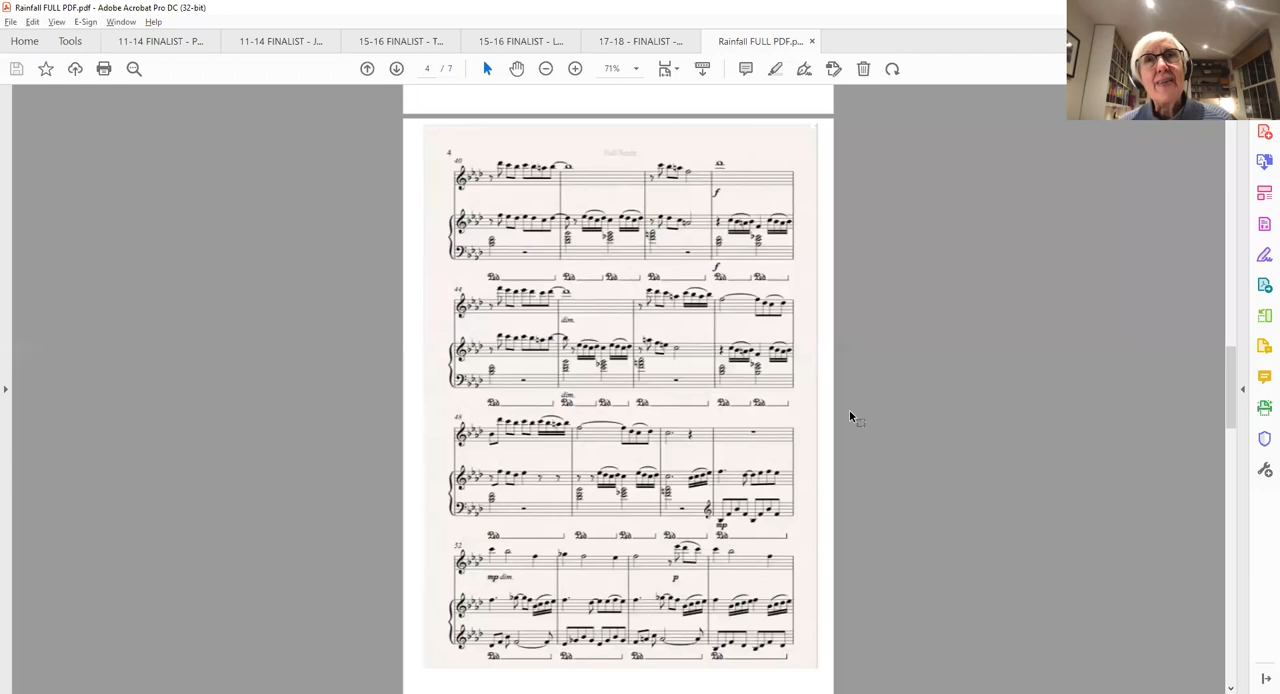 Rainfall FULL PDF.pdf - Adobe Acrobat Pro DC (32-bit)
File Edit View E-Sign Window Help
Home Tools 11-14 FINALIST - P... 11-14 FINALIST - J... 15-16 FINALIST - T... 15-16 FINALIST - L... 17-18 - FINALIST -... Rainfall FULL PDF.p... ×
4 / 7 71%
4
40
f
f
44
dim.
dim.
48
mp
52
mp dim.
p